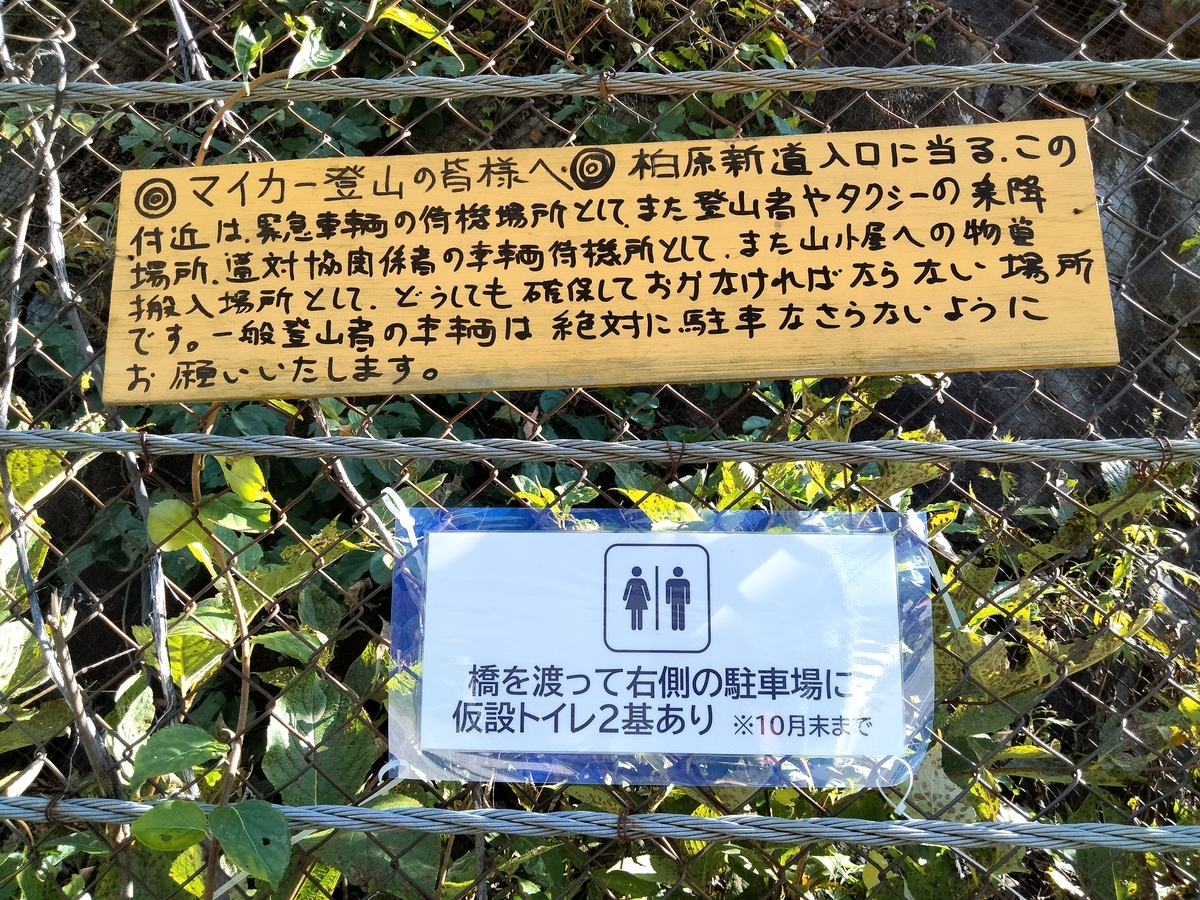 ◎マイカー登山の皆様へ◎ 柏原新道入口に当る、この
付近は、緊急車輌の待機場所として、また登山者やタクシーの乗降
場所、遭対協関係者の車輌待機所として、また山小屋への物資
搬入場所として、どうしても確保しておかなければならない場所
です。一般登山者の車輌は絶対に駐車なさらないように
お願いいたします。
橋を渡って右側の駐車場に
仮設トイレ2基あり ※10月末まで